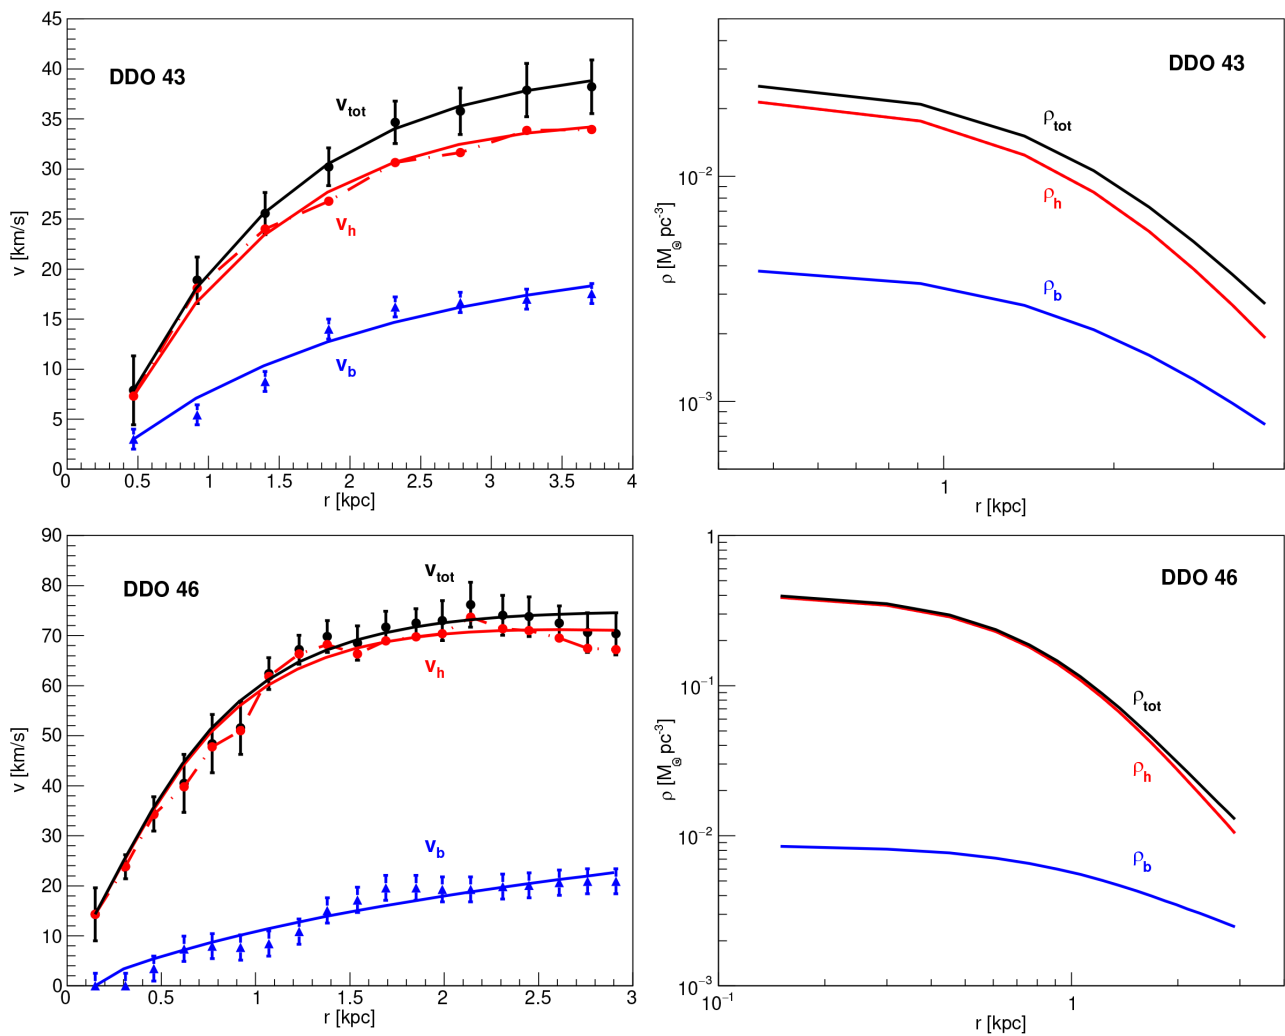 45
40
35
30
25
20
15
10
5
0
v [km/s]
DDO 43
v_tot
v_h
v_b
0 0.5 1 1.5 2 2.5 3 3.5 4
r [kpc]
DDO 43
ρ_tot
ρ_h
ρ_b
10⁻²
10⁻³
ρ [M_⊙ pc⁻³]
1
r [kpc]
90
80
70
60
50
40
30
20
10
0
v [km/s]
DDO 46
v_tot
v_h
v_b
0 0.5 1 1.5 2 2.5 3
r [kpc]
DDO 46
1
10⁻¹
10⁻²
10⁻³
ρ [M_⊙ pc⁻³]
ρ_tot
ρ_h
ρ_b
10⁻¹ 1
r [kpc]